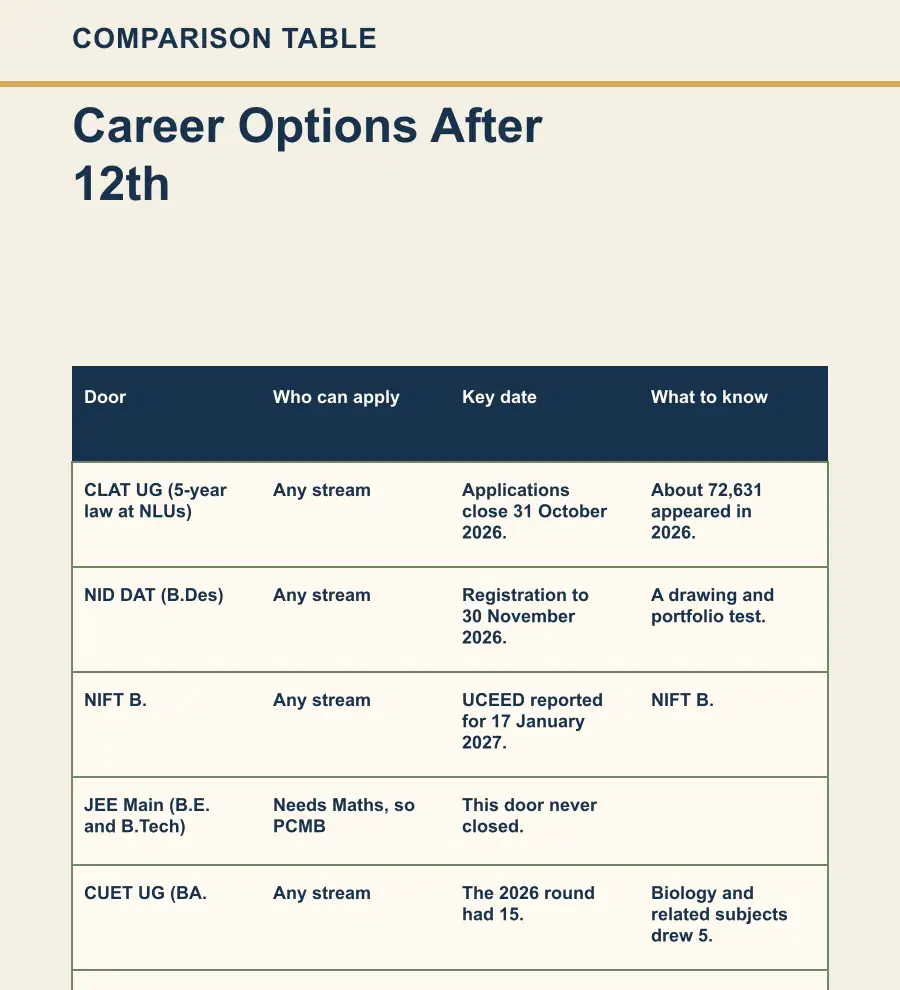 COMPARISON TABLE
Career Options After
12th
Door
Who can apply
Key date
What to know
CLAT UG (5-year
law at NLUs)
Any stream
Applications
close 31 October
2026.
About 72,631
appeared in
2026.
NID DAT (B.Des)
Any stream
Registration to
30 November
2026.
A drawing and
portfolio test.
NIFT B.
Any stream
UCEED reported
for 17 January
2027.
NIFT B.
JEE Main (B.E.
and B.Tech)
Needs Maths, so
PCMB
This door never
closed.
CUET UG (BA.
Any stream
The 2026 round
had 15.
Biology and
related subjects
drew 5.